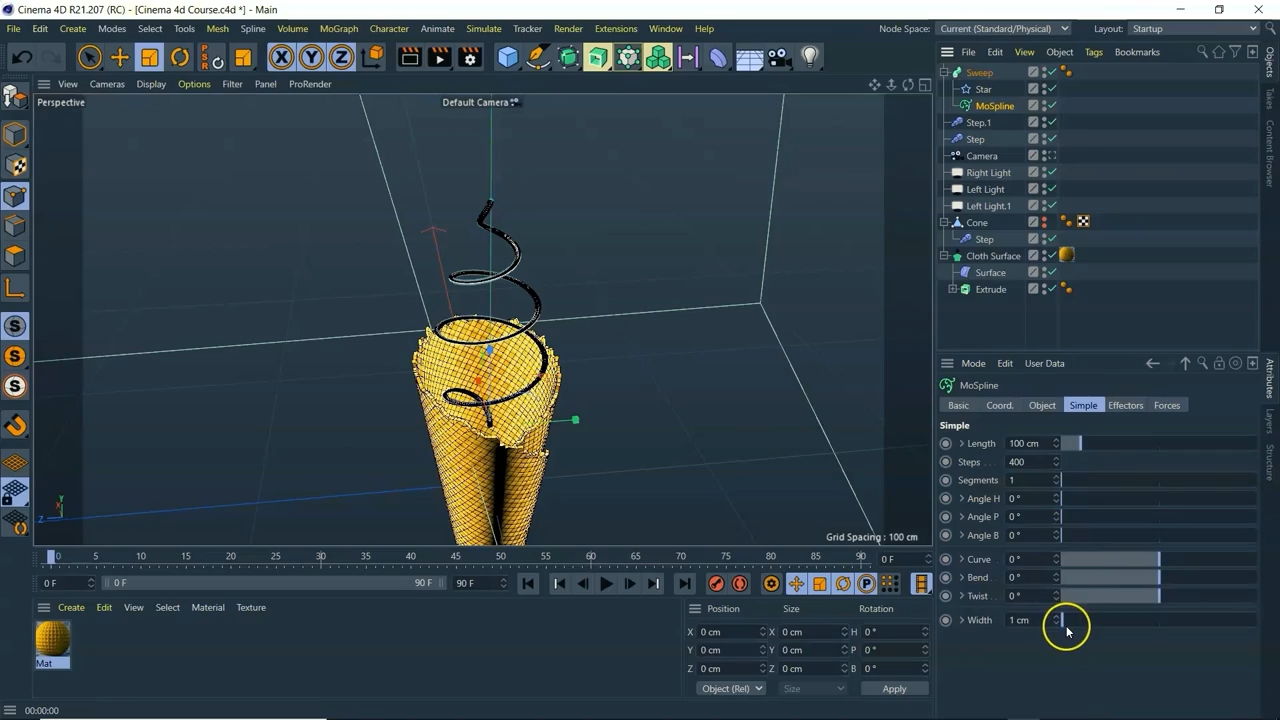 Cinema 4D R21.207 (RC) - [Cinema 4d Course.c4d *] - Main
File Edit Create Modes Select Tools Mesh Spline Volume MoGraph Character Animate Simulate Tracker Render Extensions Window Help Node Space: Current (Standard/Physical) Layout: Startup
PSR X Y Z
File Edit View Object Tags Bookmarks
View Cameras Display Options Filter Panel ProRender
Perspective Default Camera
Sweep
Star
MoSpline
Step.1
Step
Camera
Right Light
Left Light
Left Light.1
Cone
Step
Cloth Surface
Surface
Extrude
Objects
Takes
Content Browser
Mode Edit User Data
MoSpline
Basic Coord. Object Simple Effectors Forces
Simple
Length 100 cm
Steps . . . 400
Segments 1
Angle H 0 °
Angle P 0 °
Angle B 0 °
Curve 0 °
Bend . 0 °
Twist . . 0 °
Width 1 cm
Attributes
Layers
Structure
Y X Z
Grid Spacing : 100 cm
0 5 10 15 20 25 30 35 40 45 50 55 60 65 70 75 80 85 90 0 F
0 F 0 F 90 F 90 F
Create Edit View Select Material Texture
Mat
Position Size Rotation
X 0 cm X 0 cm H 0 °
Y 0 cm Y 0 cm P 0 °
Z 0 cm Z 0 cm B 0 °
Object (Rel) Size Apply
00:00:00